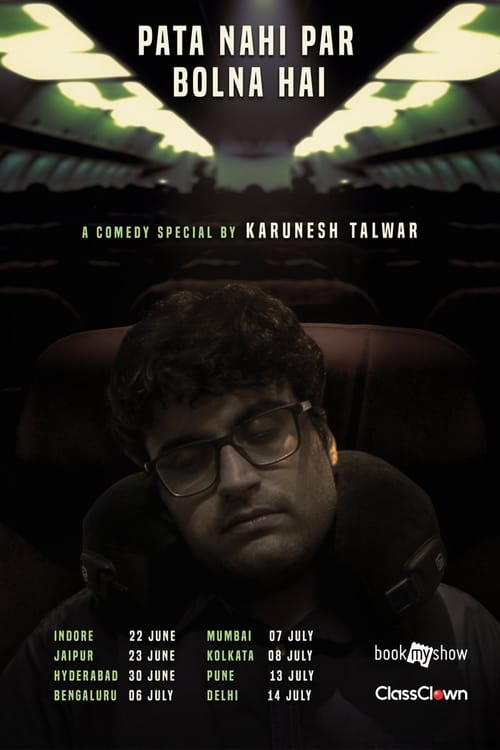 PATA NAHI PAR
BOLNA HAI
A COMEDY SPECIAL BY KARUNESH TALWAR
INDORE 22 JUNE MUMBAI 07 JULY
JAIPUR 23 JUNE KOLKATA 08 JULY
HYDERABAD 30 JUNE PUNE 13 JULY
BENGALURU 06 JULY DELHI 14 JULY
bookmyshow
ClassClown